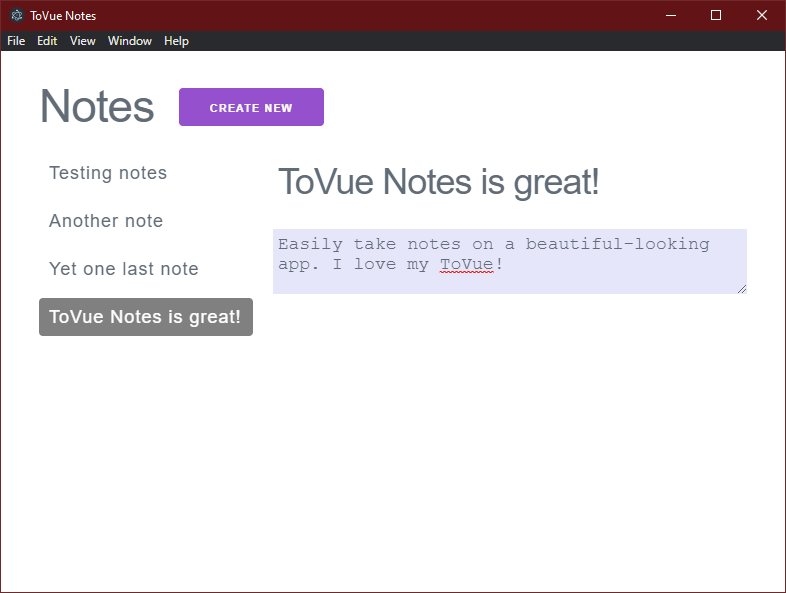 ToVue Notes
File Edit View Window Help
Notes
CREATE NEW
Testing notes
Another note
Yet one last note
ToVue Notes is great!
ToVue Notes is great!
Easily take notes on a beautiful-looking
app. I love my ToVue!